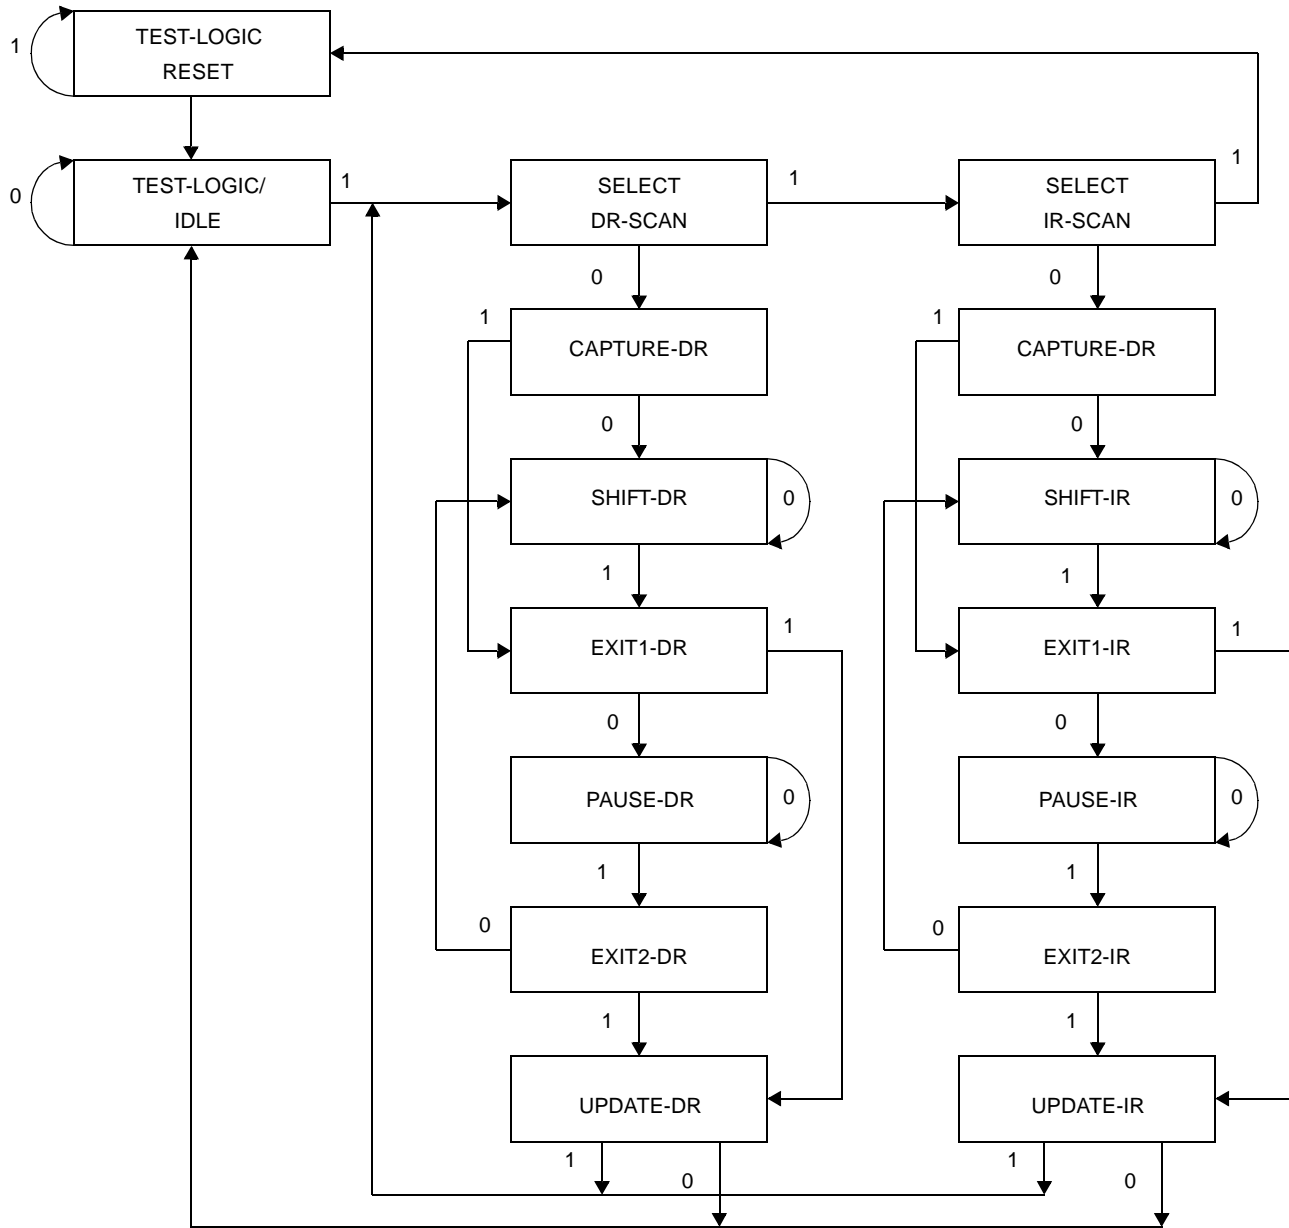 1
TEST-LOGIC
RESET
0
TEST-LOGIC/
IDLE
1
SELECT
DR-SCAN
1
SELECT
IR-SCAN
1
0
0
1
CAPTURE-DR
1
CAPTURE-DR
0
0
SHIFT-DR
0
SHIFT-IR
0
1
1
EXIT1-DR
1
EXIT1-IR
1
0
0
PAUSE-DR
0
PAUSE-IR
0
1
1
0
EXIT2-DR
0
EXIT2-IR
1
1
UPDATE-DR
UPDATE-IR
1
0
1
0